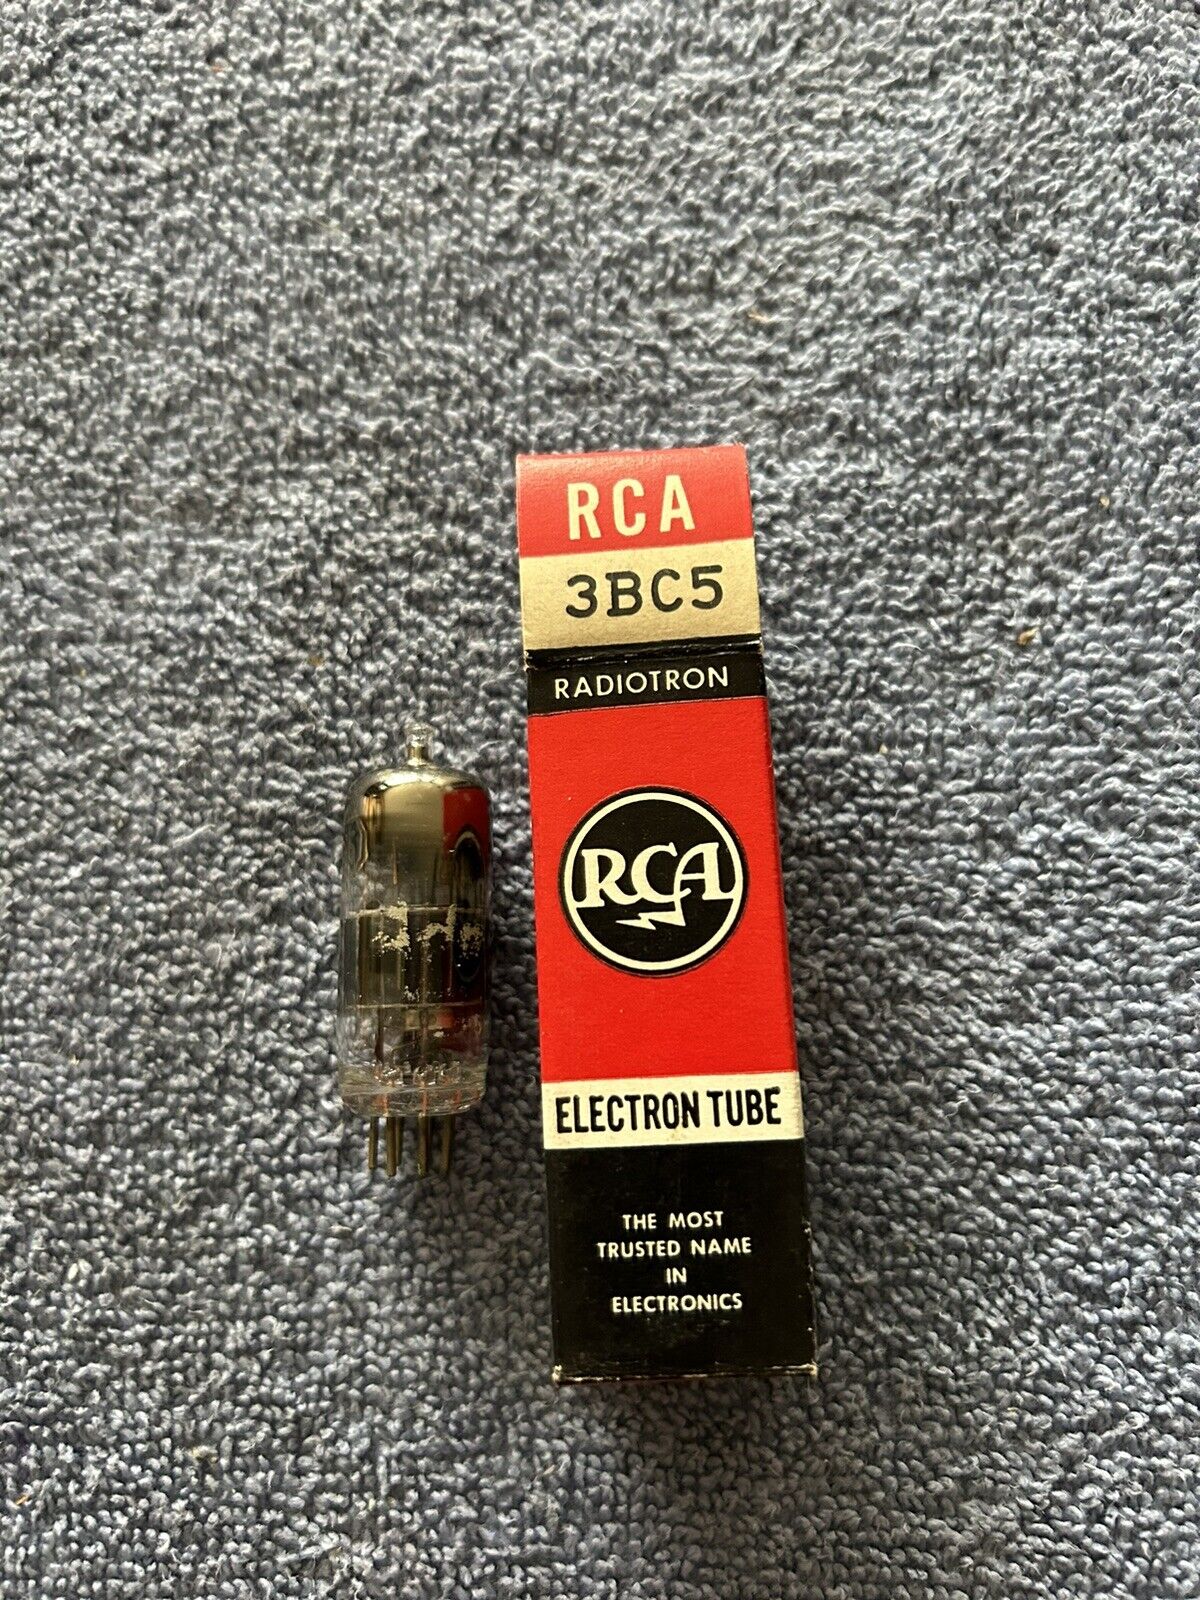 RCA
3BC5
RADIOTRON
RCA
ELECTRON TUBE
THE MOST
TRUSTED NAME
IN
ELECTRONICS